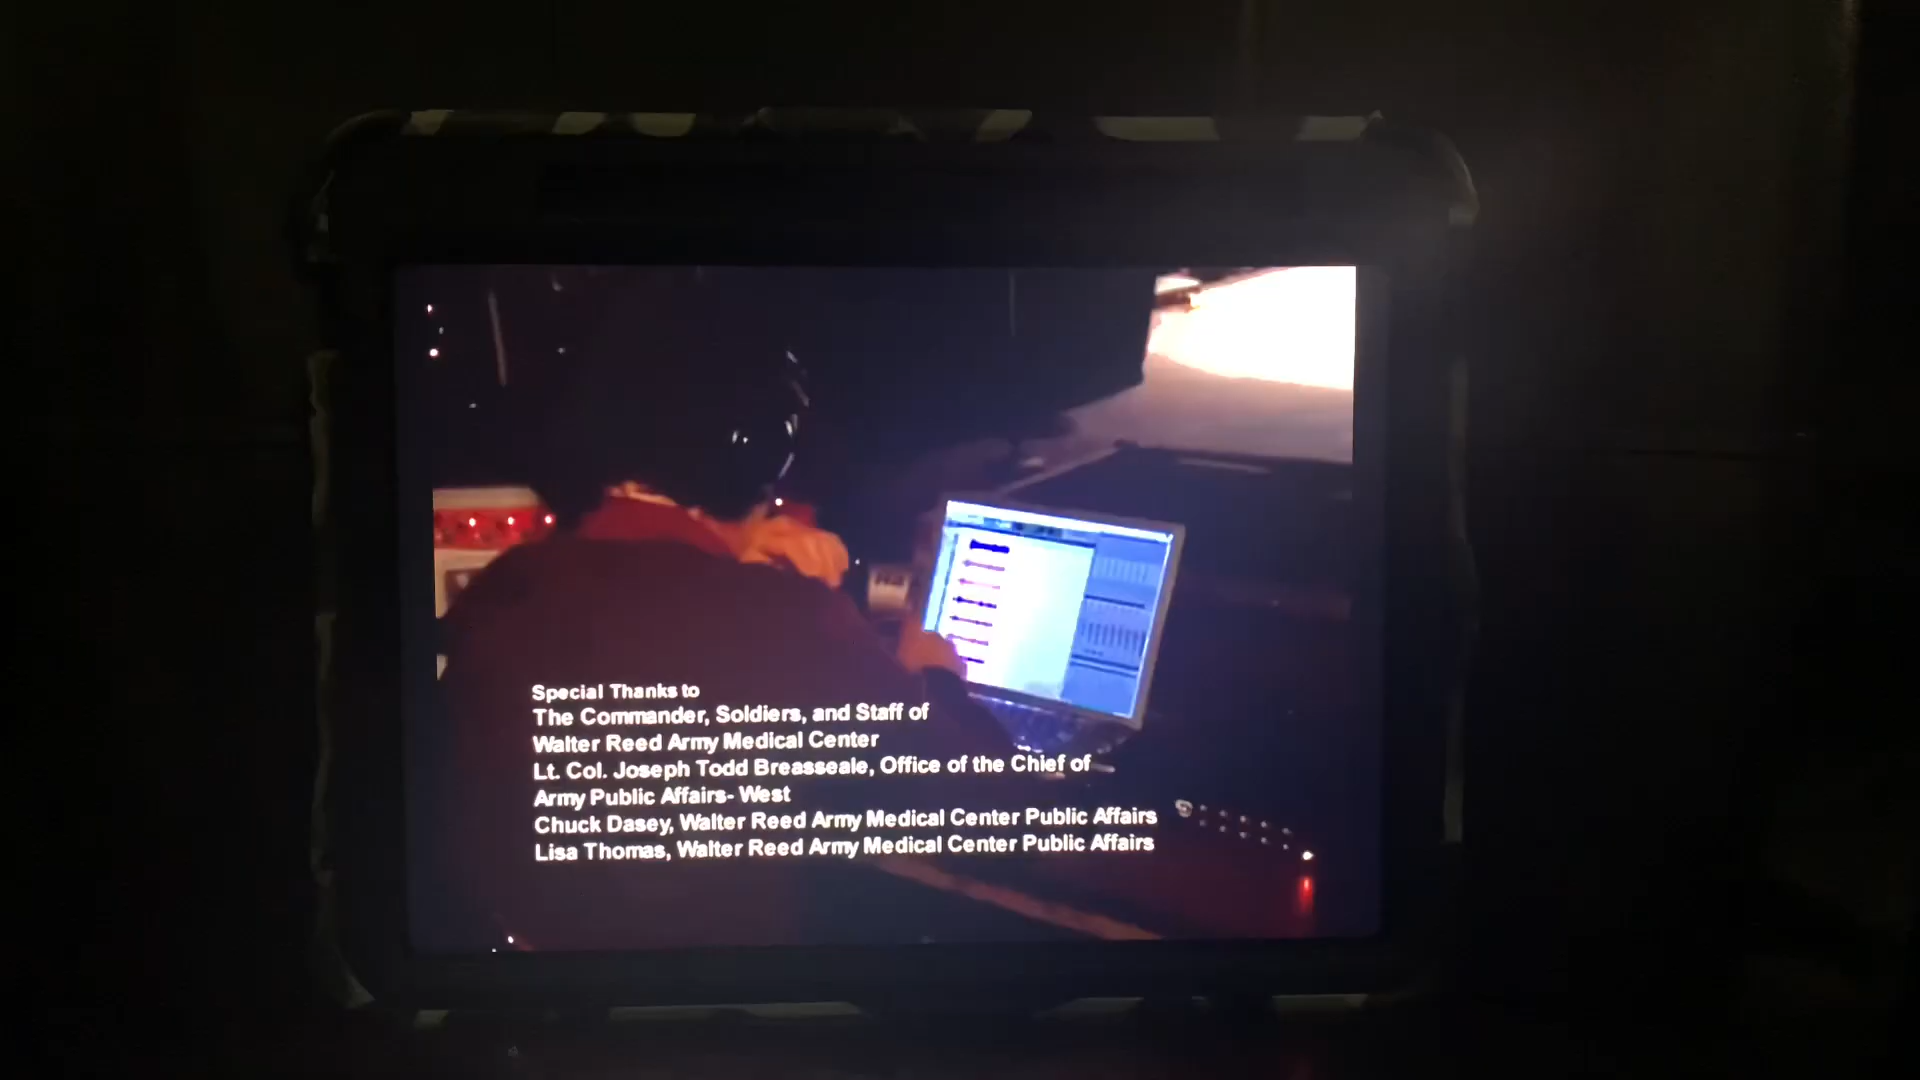 Special Thanks to
The Commander, Soldiers, and Staff of
Walter Reed Army Medical Center
Lt. Col. Joseph Todd Breasseale, Office of the Chief of
Army Public Affairs- West
Chuck Dasey, Walter Reed Army Medical Center Public Affairs
Lisa Thomas, Walter Reed Army Medical Center Public Affairs